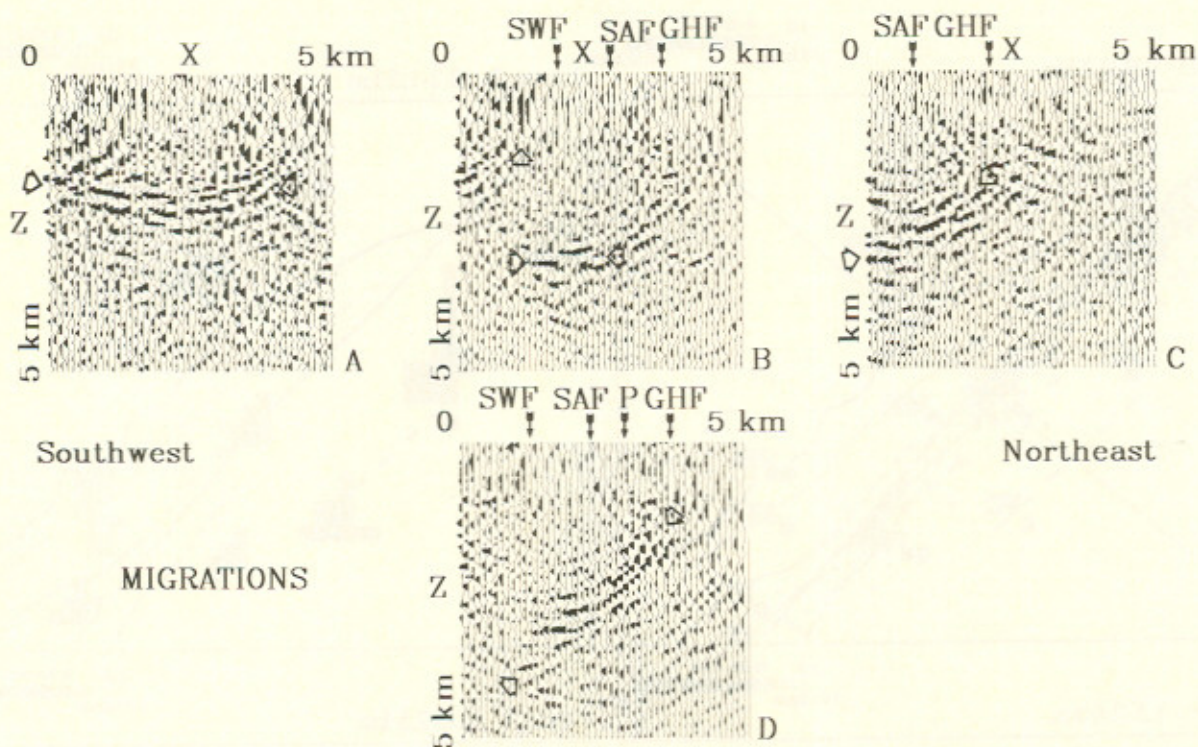 SWF SAF GHF
SAF GHF
0 X 5 km
0 X 5 km
0 X 5 km
Z
Z
Z
5 km
A
5 km
B
5 km
C
SWF SAF P GHF
0 5 km
Southwest
Northeast
MIGRATIONS
Z
5 km
D